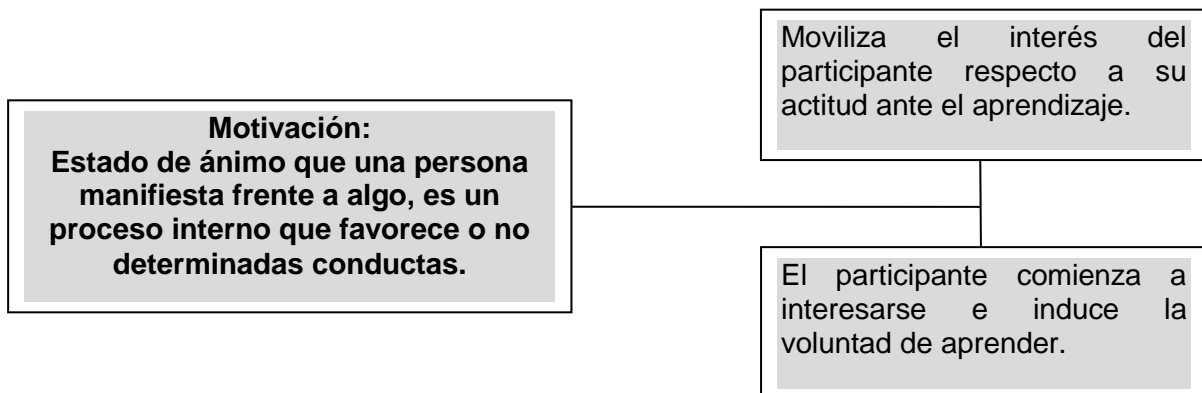 Motivación:
Estado de ánimo que una persona
manifiesta frente a algo, es un
proceso interno que favorece o no
determinadas conductas.
Moviliza el interés del
participante respecto a su
actitud ante el aprendizaje.
El participante comienza a
interesarse e induce la
voluntad de aprender.